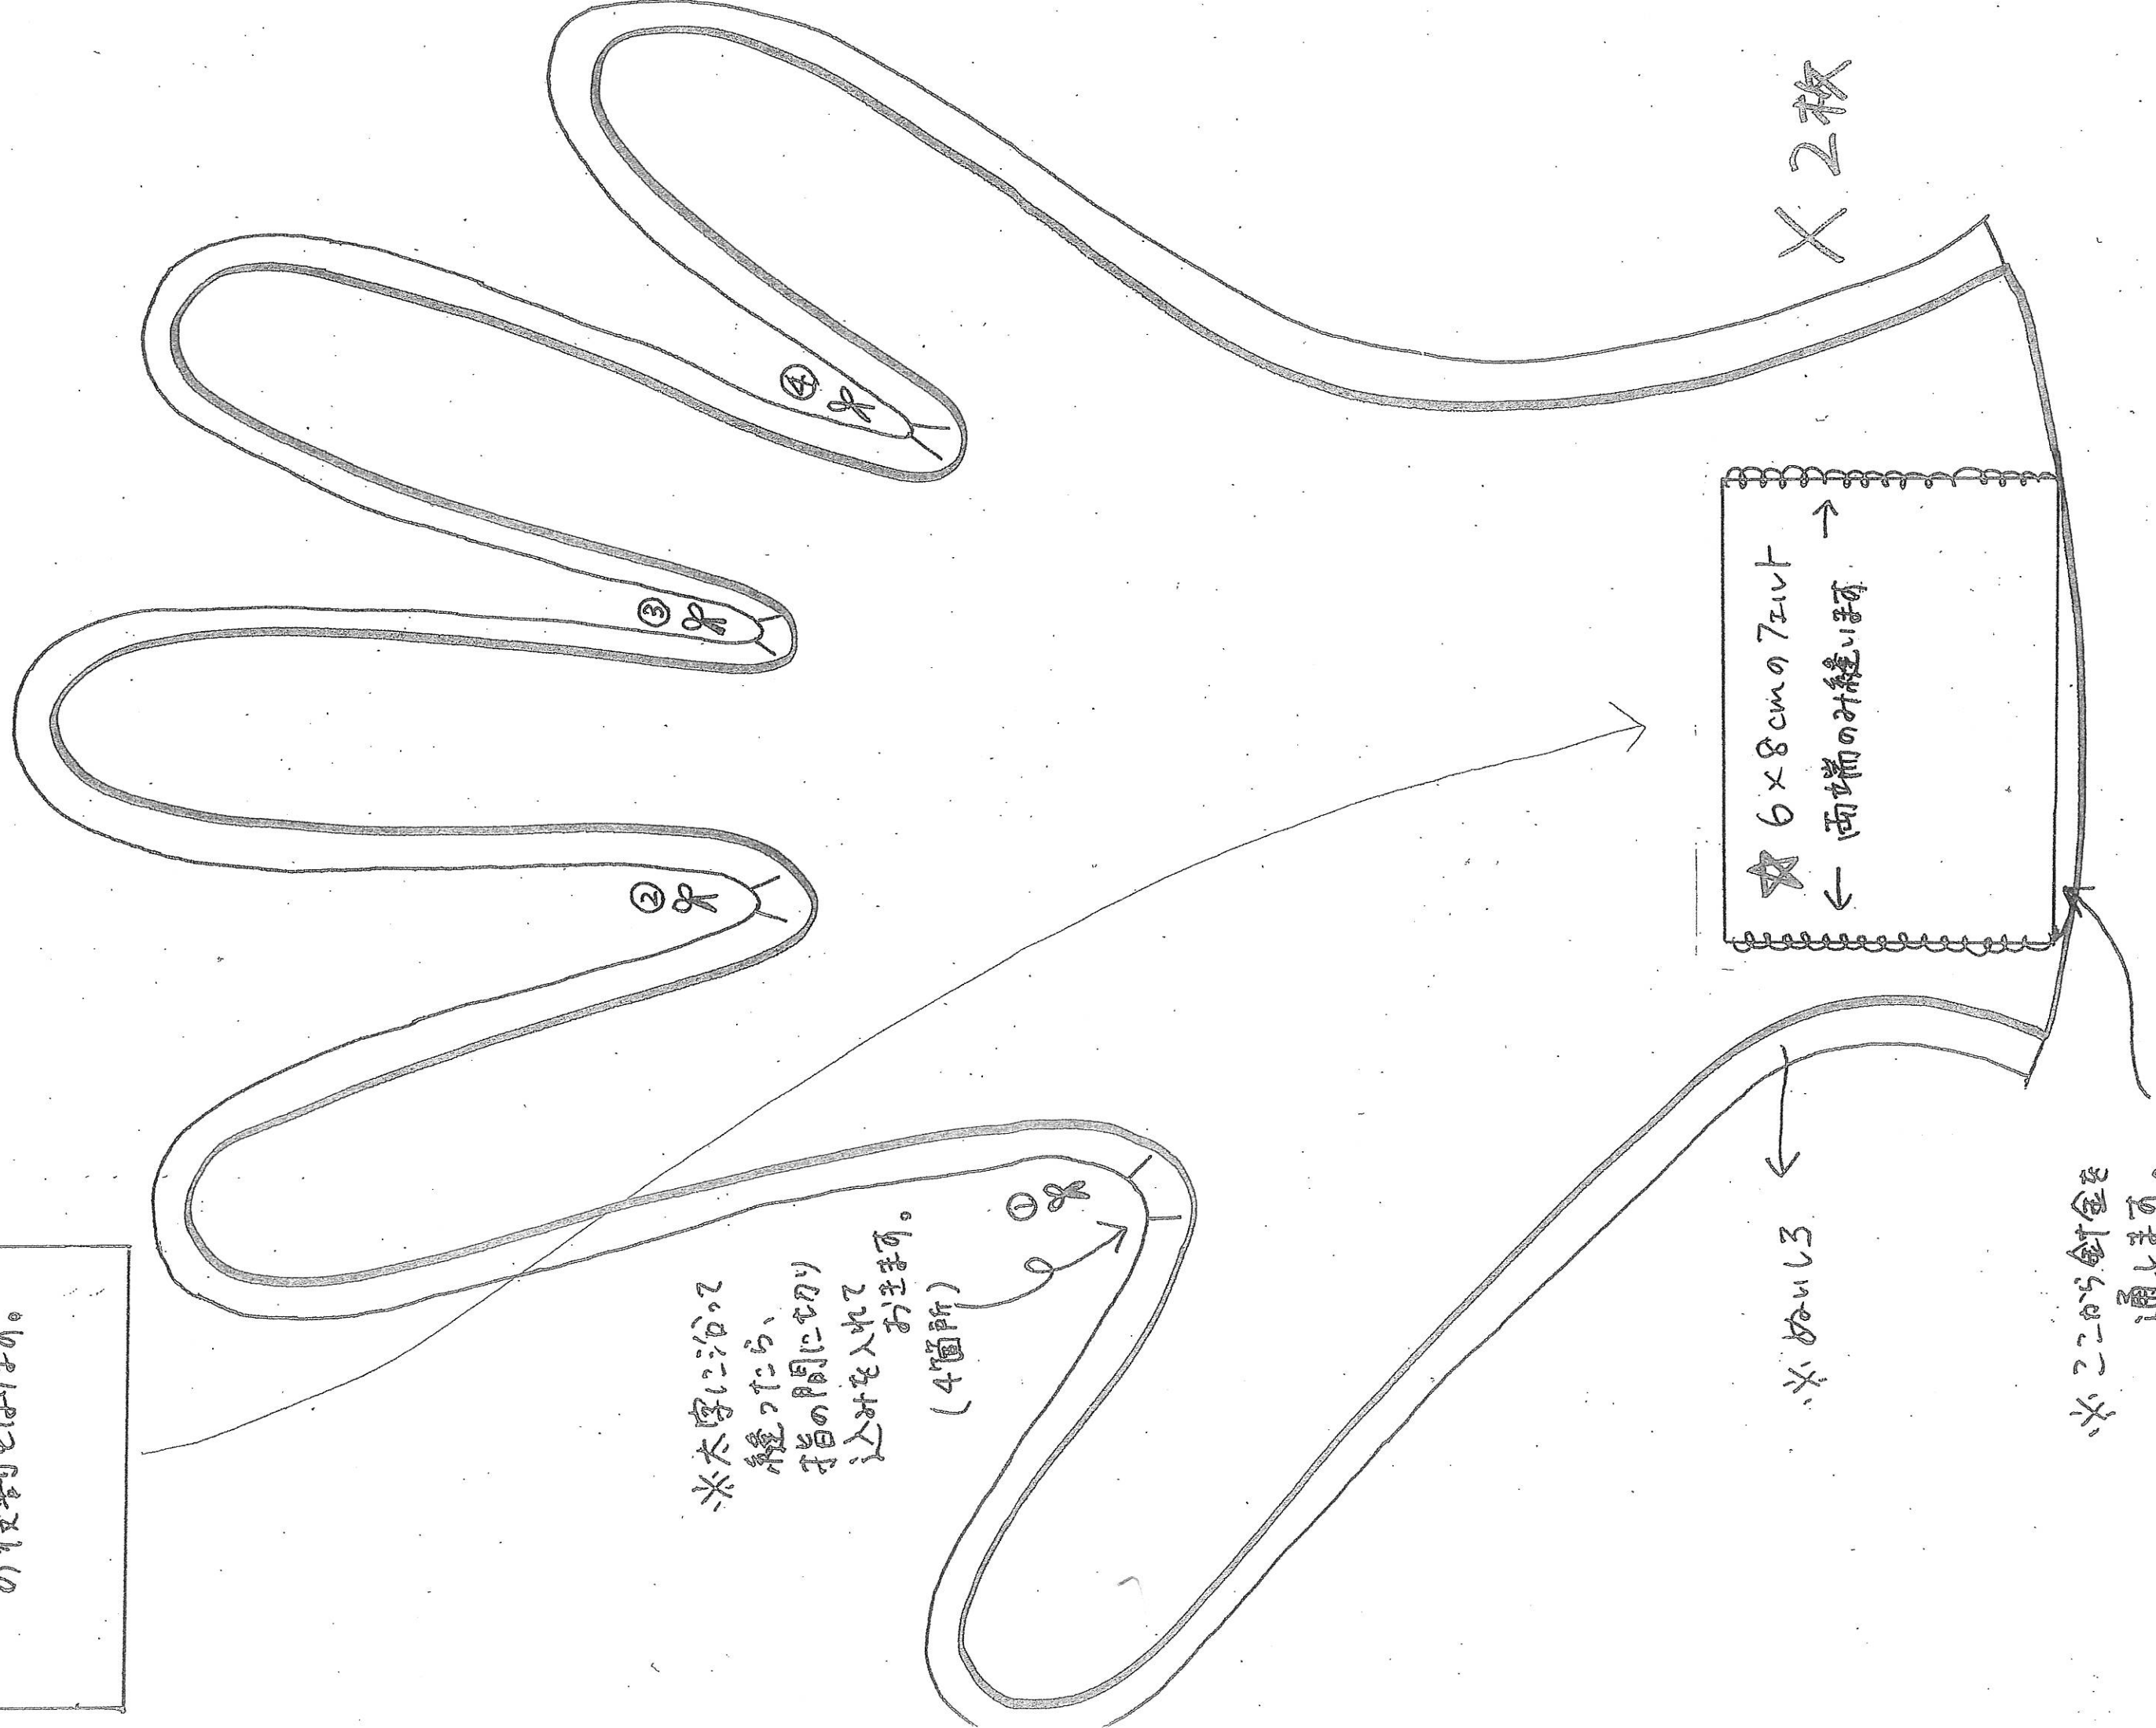 ※太字に沿って
縫ったら、
指の間に切り
込みを入れて
おきます。
(4箇所)
①
②
③
④
×2枚
☆ 6×8cmのフェルト
← 両端のみ縫います →
※ぬいしろ
※ここから針金を
通します。